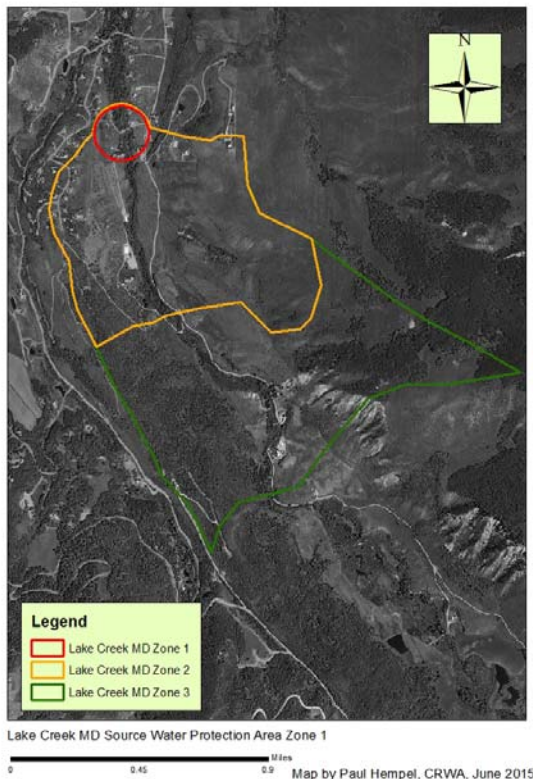 N
Legend
Lake Creek MD Zone 1
Lake Creek MD Zone 2
Lake Creek MD Zone 3
Lake Creek MD Source Water Protection Area Zone 1
Miles
0 0.45 0.9
Map by Paul Hempel, CRWA, June 2015